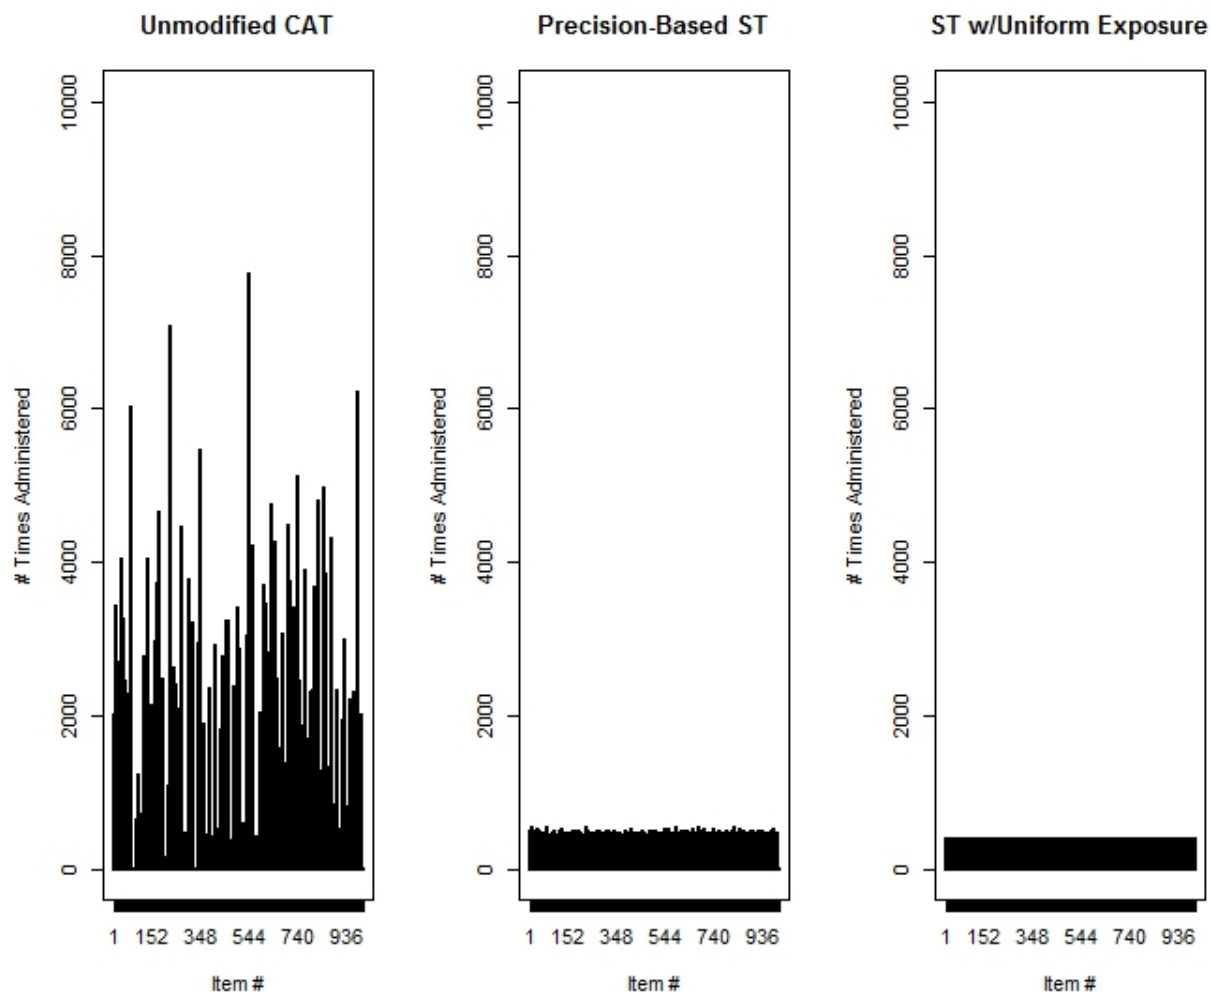 Unmodified CAT
# Times Administered
10000
8000
6000
4000
2000
0
1 152 348 544 740 936
Item #
Precision-Based ST
# Times Administered
10000
8000
6000
4000
2000
0
1 152 348 544 740 936
Item #
ST w/Uniform Exposure
# Times Administered
10000
8000
6000
4000
2000
0
1 152 348 544 740 936
Item #